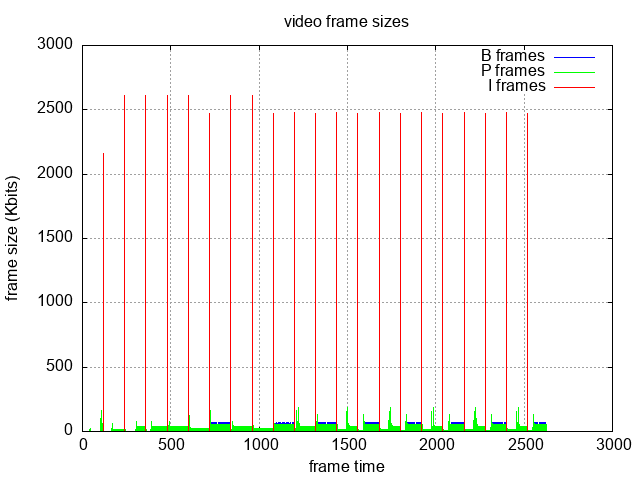 video frame sizes
3000
2500
2000
1500
1000
500
0
frame size (Kbits)
B frames
P frames
I frames
0 500 1000 1500 2000 2500 3000
frame time